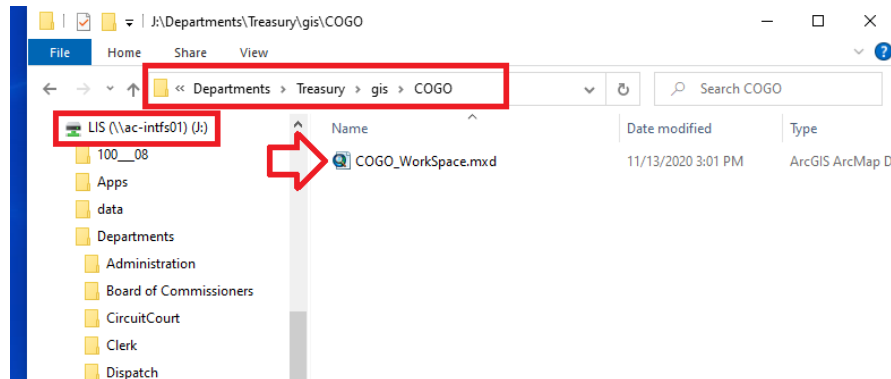 J:\Departments\Treasury\gis\COGO
File Home Share View
« Departments > Treasury > gis > COGO
Search COGO
LIS (\\ac-intfs01) (J:)
Name Date modified Type
100___08
COGO_WorkSpace.mxd 11/13/2020 3:01 PM ArcGIS ArcMap D
Apps
data
Departments
Administration
Board of Commissioners
CircuitCourt
Clerk
Dispatch